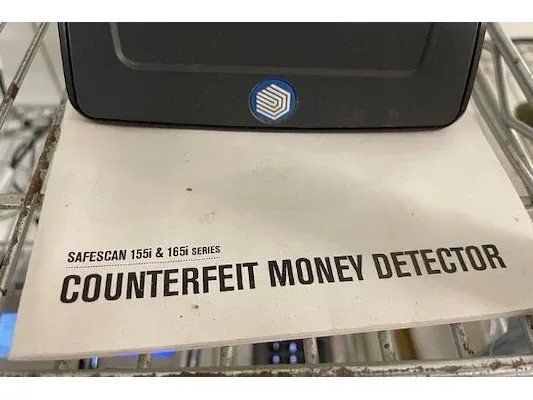 SAFESCAN 155i & 165i SERIES
COUNTERFEIT MONEY DETECTOR